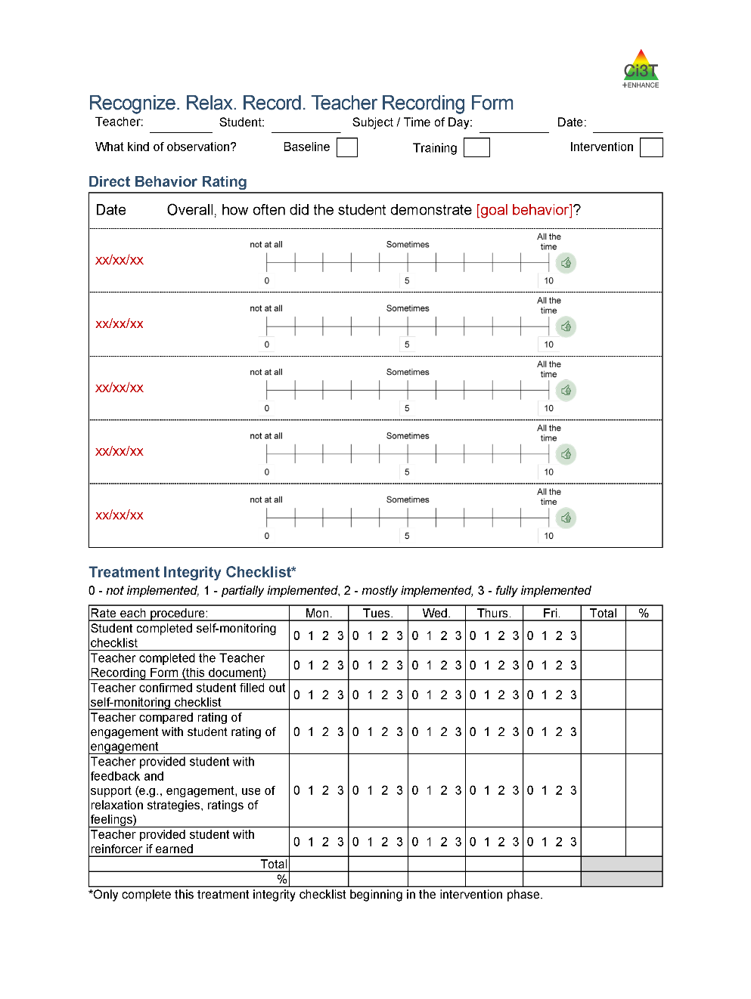 Ci3T
+ENHANCE
Recognize. Relax. Record. Teacher Recording Form
Teacher: Student: Subject / Time of Day: Date:
What kind of observation? Baseline Training Intervention
Direct Behavior Rating
Date Overall, how often did the student demonstrate [goal behavior]?
not at all Sometimes All the
time
xx/xx/xx
0 5 10
not at all Sometimes All the
time
xx/xx/xx
0 5 10
not at all Sometimes All the
time
xx/xx/xx
0 5 10
not at all Sometimes All the
time
xx/xx/xx
0 5 10
not at all Sometimes All the
time
xx/xx/xx
0 5 10
Treatment Integrity Checklist*
0 - not implemented, 1 - partially implemented, 2 - mostly implemented, 3 - fully implemented
Rate each procedure: Mon. Tues. Wed. Thurs. Fri. Total %
Student completed self-monitoring
checklist
0 1 2 3 0 1 2 3 0 1 2 3 0 1 2 3 0 1 2 3
Teacher completed the Teacher
Recording Form (this document)
0 1 2 3 0 1 2 3 0 1 2 3 0 1 2 3 0 1 2 3
Teacher confirmed student filled out
self-monitoring checklist
0 1 2 3 0 1 2 3 0 1 2 3 0 1 2 3 0 1 2 3
Teacher compared rating of
engagement with student rating of
engagement
0 1 2 3 0 1 2 3 0 1 2 3 0 1 2 3 0 1 2 3
Teacher provided student with
feedback and
support (e.g., engagement, use of
relaxation strategies, ratings of
feelings)
0 1 2 3 0 1 2 3 0 1 2 3 0 1 2 3 0 1 2 3
Teacher provided student with
reinforcer if earned
0 1 2 3 0 1 2 3 0 1 2 3 0 1 2 3 0 1 2 3
Total
%
*Only complete this treatment integrity checklist beginning in the intervention phase.